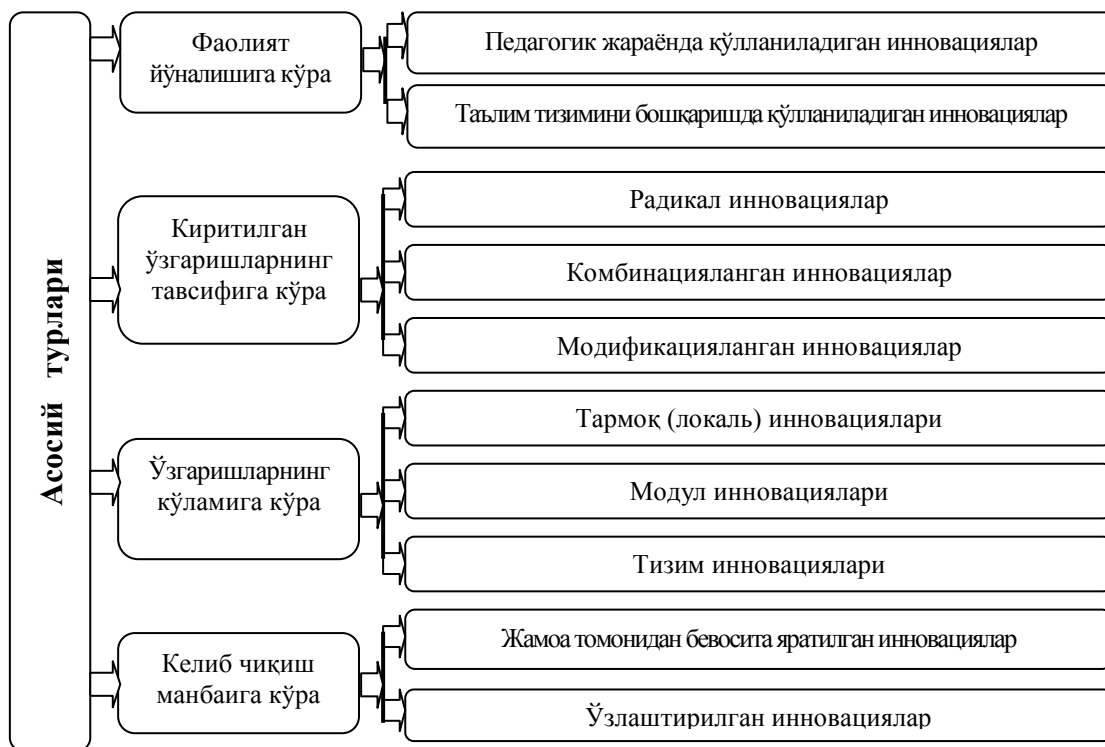 Асосий турлари
Фаолият
йўналишига кўра
Педагогик жараёнда қўлланиладиган инновациялар
Таълим тизимини бошқаришда қўлланиладиган инновациялар
Киритилган
ўзгаришларнинг
тавсифига кўра
Радикал инновациялар
Комбинацияланган инновациялар
Модификацияланган инновациялар
Ўзгаришларнинг
кўламига кўра
Тармоқ (локаль) инновациялари
Модул инновациялари
Тизим инновациялари
Келиб чиқиш
манбаига кўра
Жамоа томонидан бевосита яратилган инновациялар
Ўзлаштирилган инновациялар